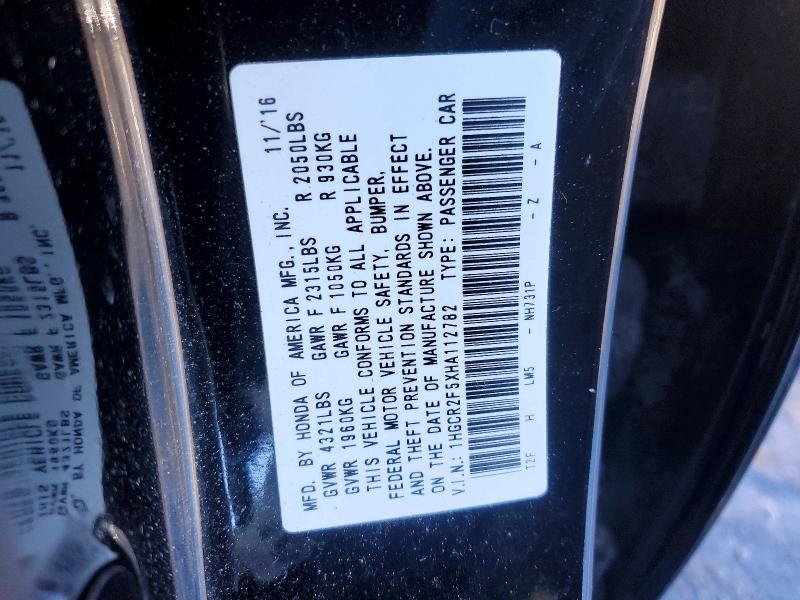 11/'16
MFD. BY HONDA OF AMERICA MFG., INC.
GVWR 4321LBS GAWR F 2315LBS R 2050LBS
GVWR 1960KG GAWR F 1050KG R 930KG
THIS VEHICLE CONFORMS TO ALL APPLICABLE
FEDERAL MOTOR VEHICLE SAFETY, BUMPER,
AND THEFT PREVENTION STANDARDS IN EFFECT
ON THE DATE OF MANUFACTURE SHOWN ABOVE.
V.I.N.: 1HGCR2F5XHA112782 TYPE: PASSENGER CAR
T2F H LM5 - NH731P - Z - A